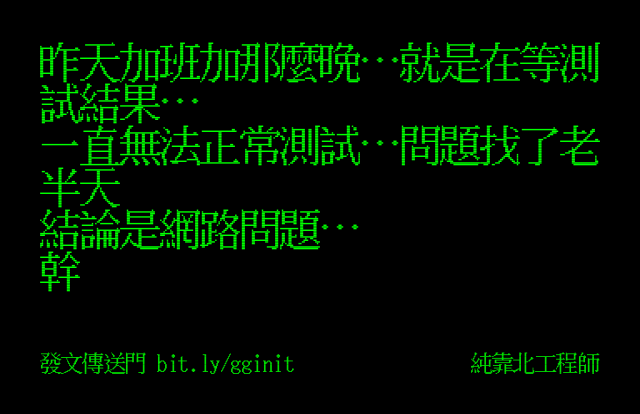 昨天加班加那麼晚…就是在等測
試結果…
一直無法正常測試…問題找了老
半天
結論是網路問題…
幹
發文傳送門 bit.ly/gginit
純靠北工程師